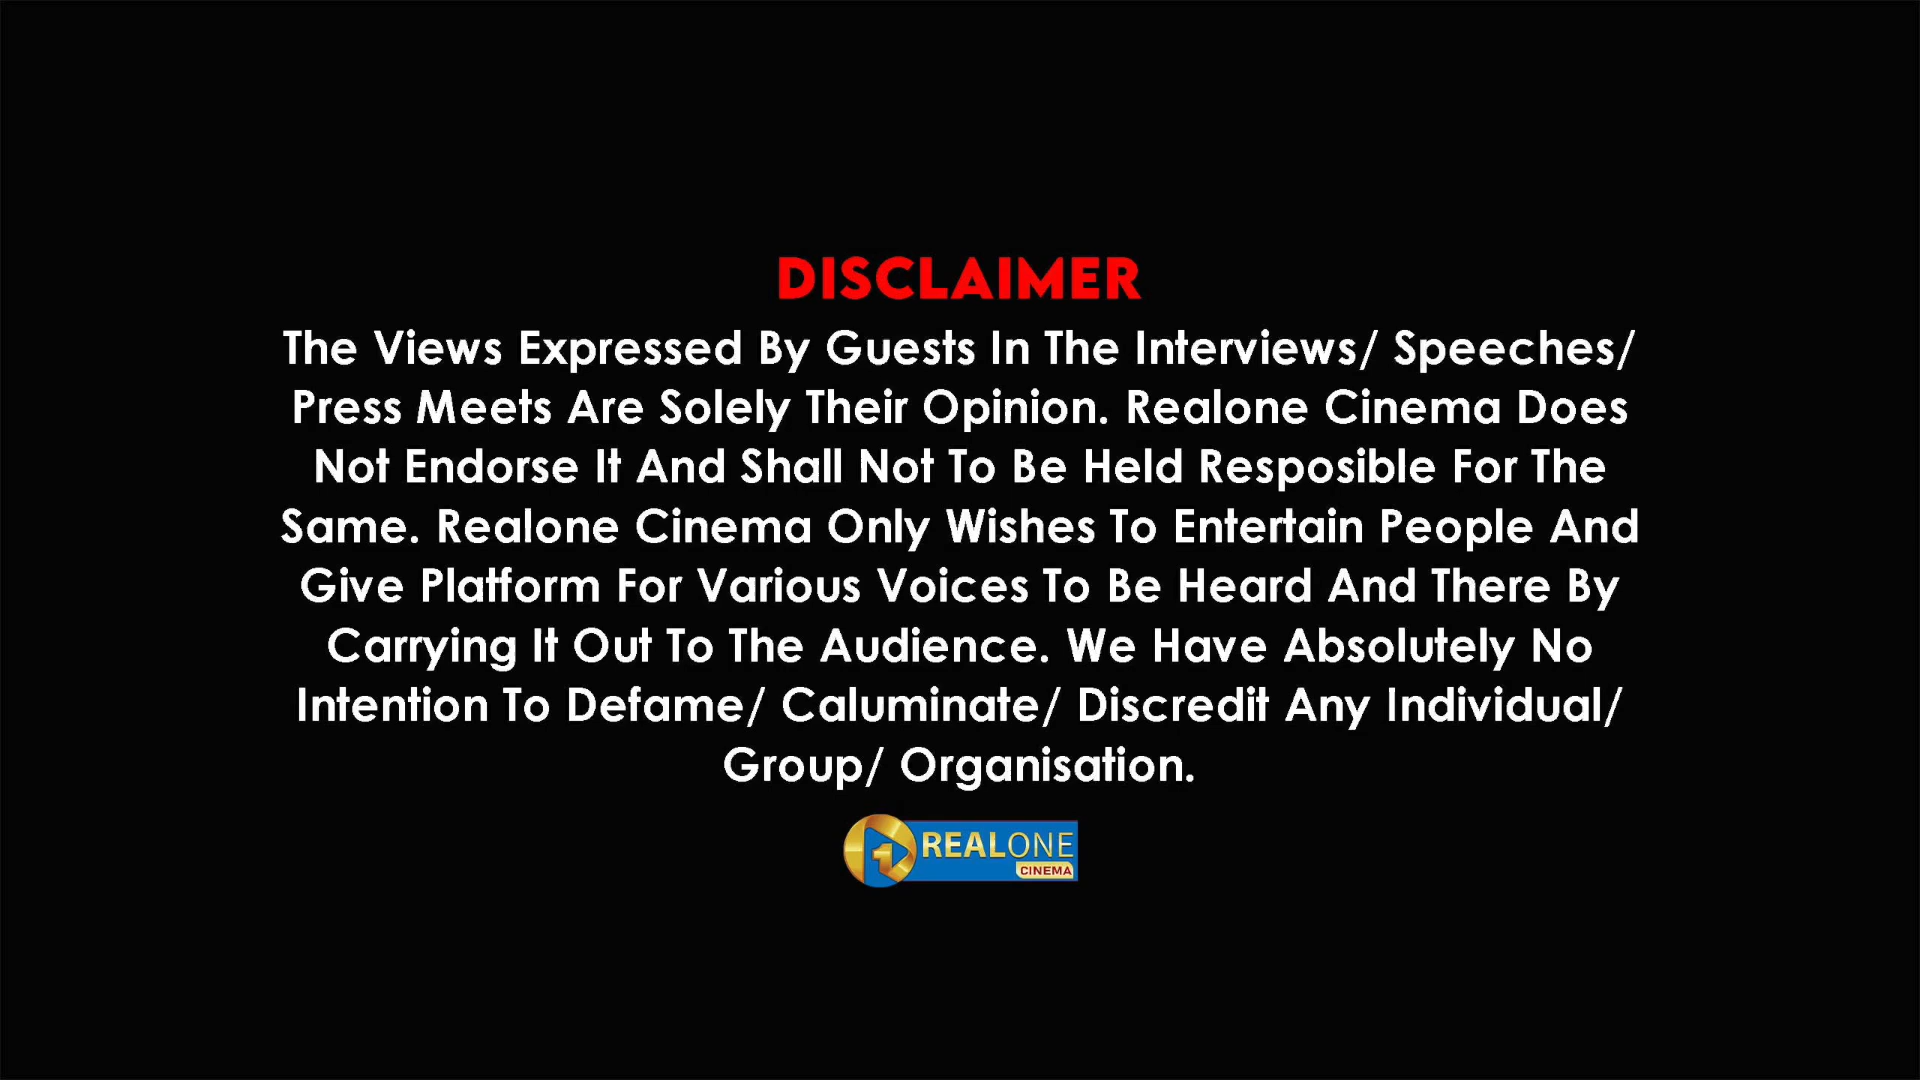 DISCLAIMER
The Views Expressed By Guests In The Interviews/ Speeches/
Press Meets Are Solely Their Opinion. Realone Cinema Does
Not Endorse It And Shall Not To Be Held Resposible For The
Same. Realone Cinema Only Wishes To Entertain People And
Give Platform For Various Voices To Be Heard And There By
Carrying It Out To The Audience. We Have Absolutely No
Intention To Defame/ Caluminate/ Discredit Any Individual/
Group/ Organisation.
1 REALONE
CINEMA